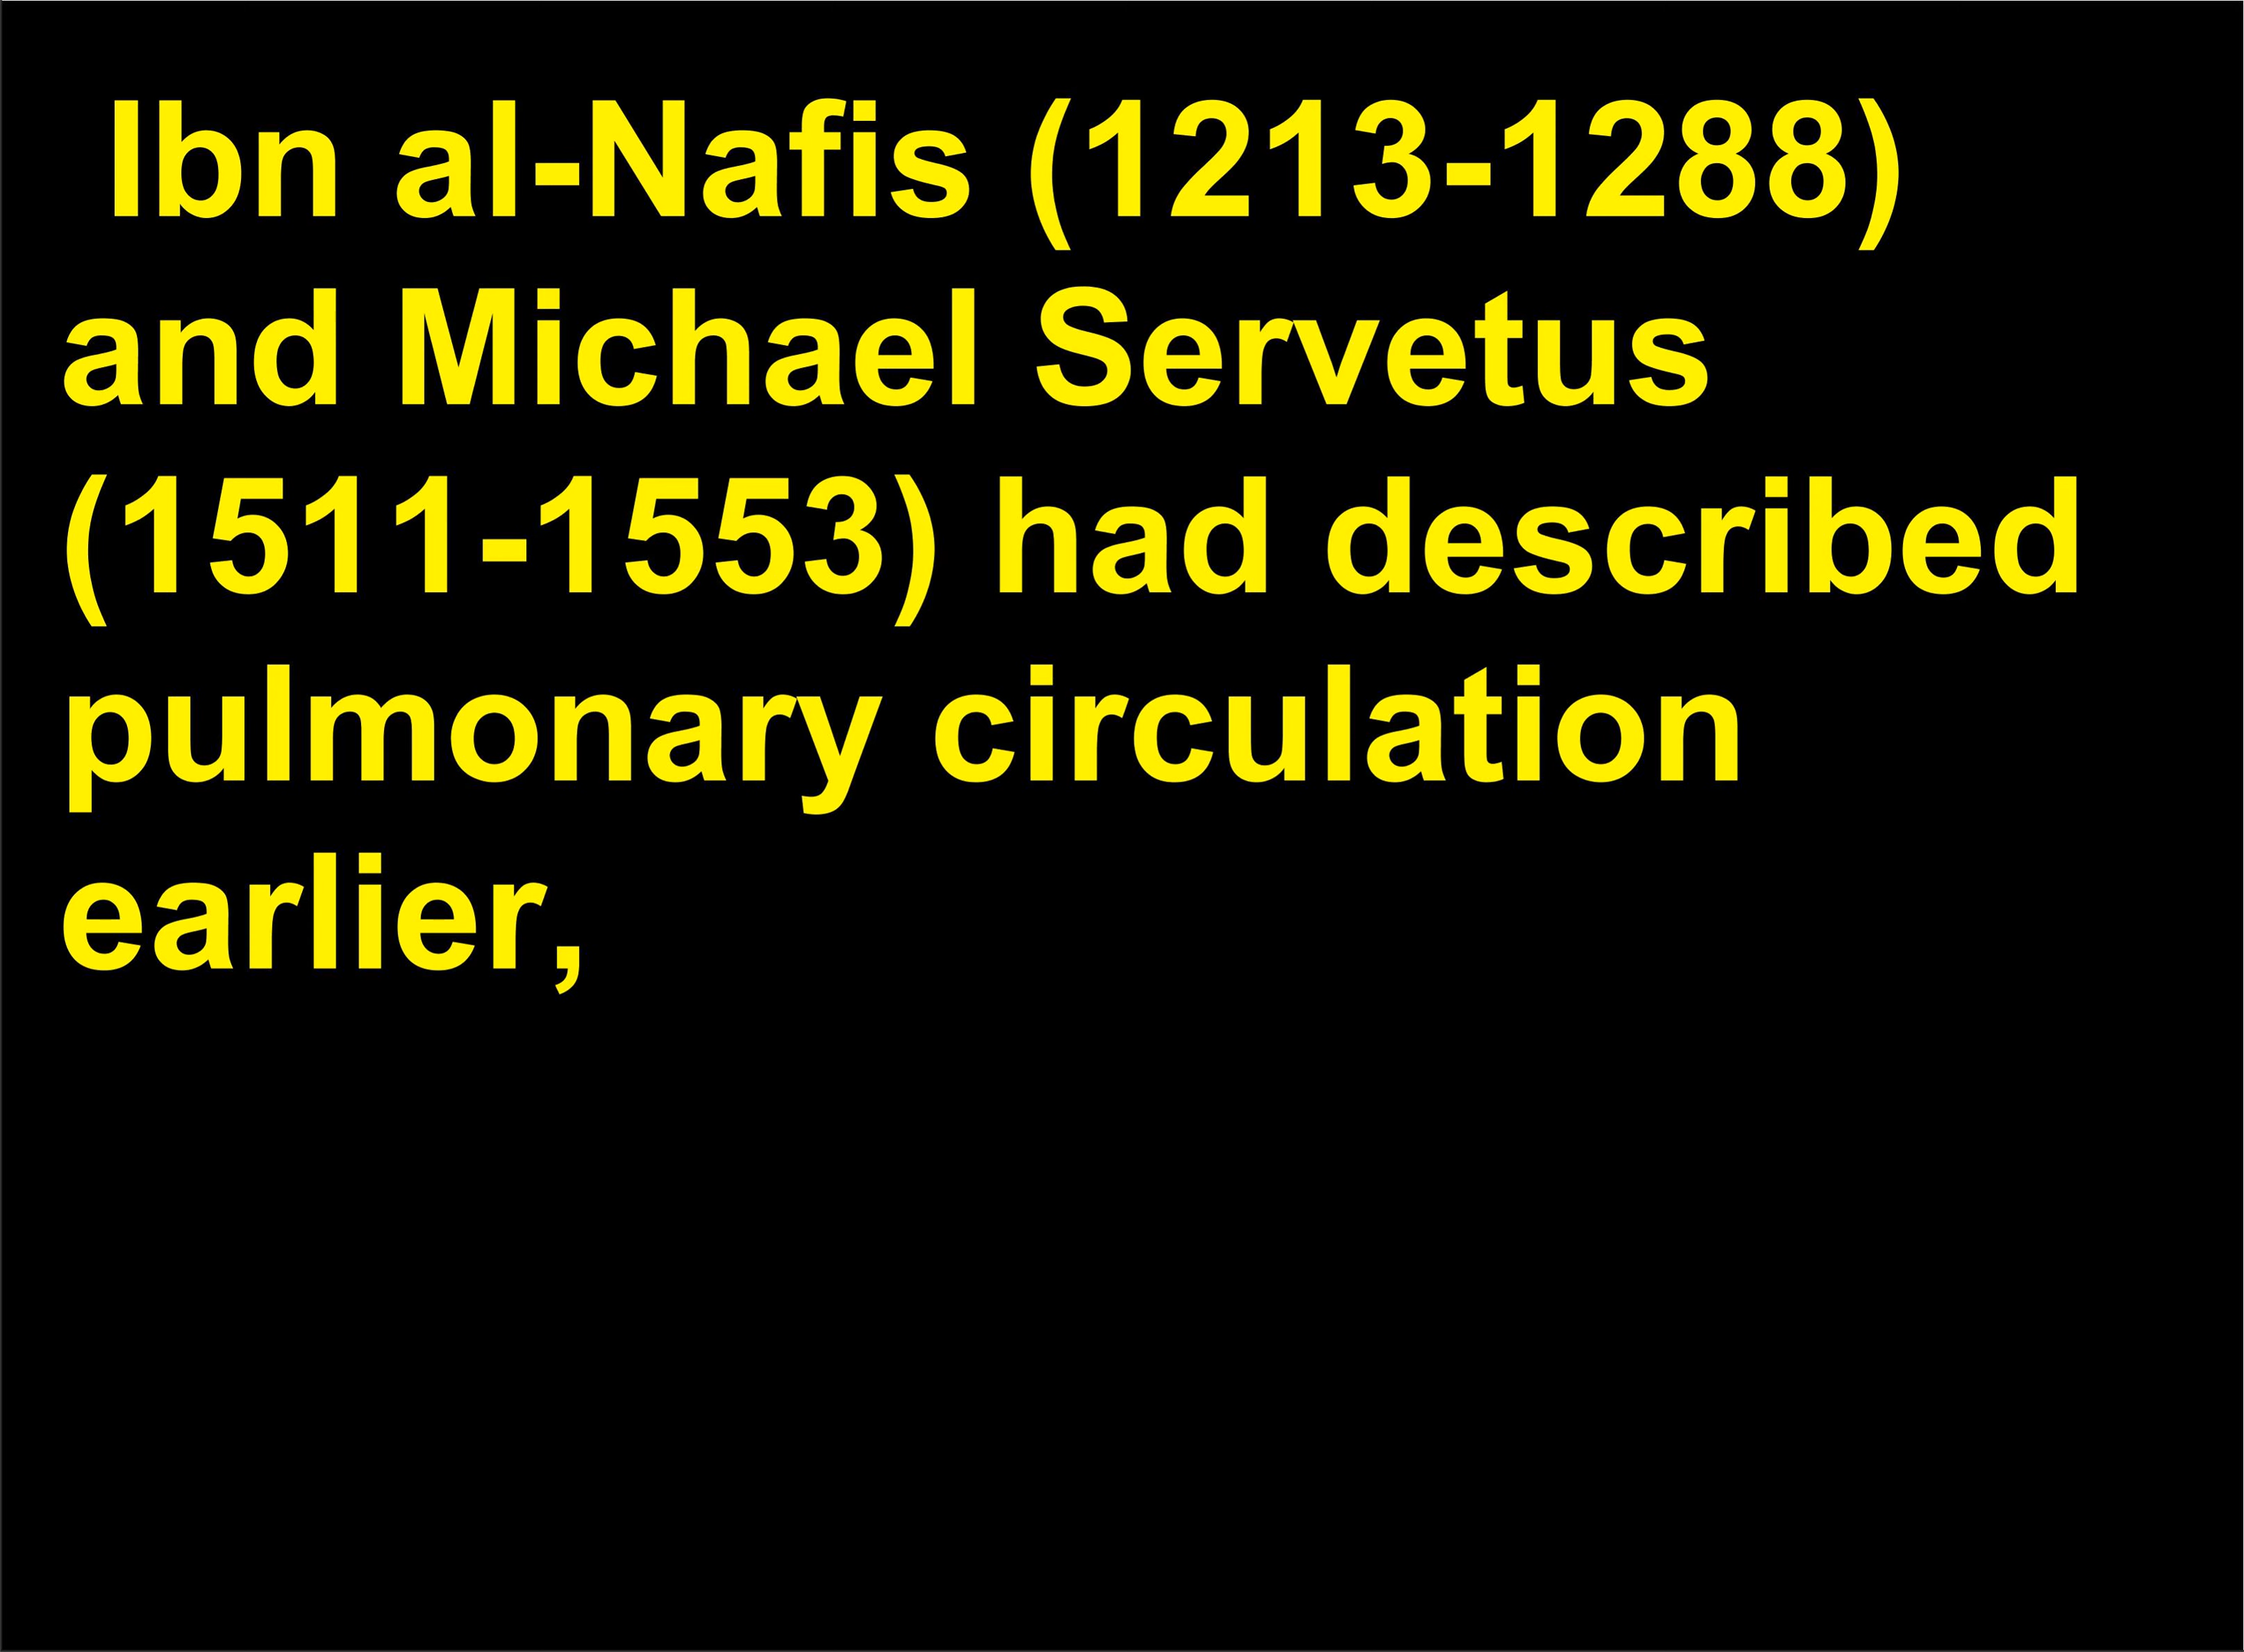 Ibn al-Nafis (1213-1288)
and Michael Servetus
(1511-1553) had described
pulmonary circulation
earlier,